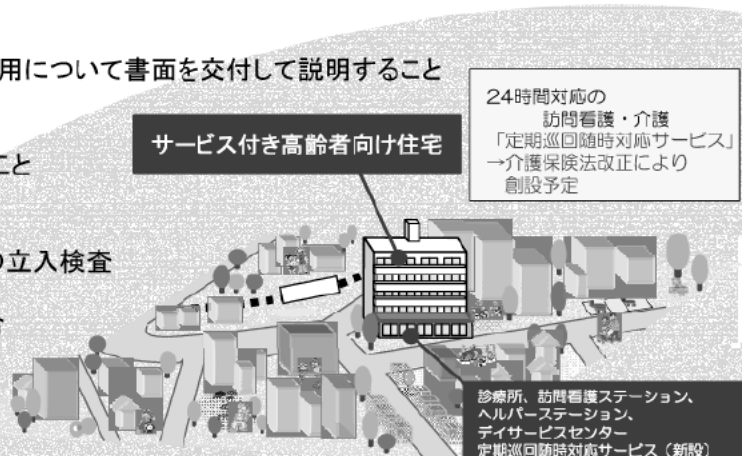 用について書面を交付して説明すること
こと
の立入検査
サービス付き高齢者向け住宅
24時間対応の
訪問看護・介護
「定期巡回随時対応サービス」
→介護保険法改正により
創設予定
診療所、訪問看護ステーション、
ヘルパーステーション、
デイサービスセンター
定期巡回随時対応サービス（新設）